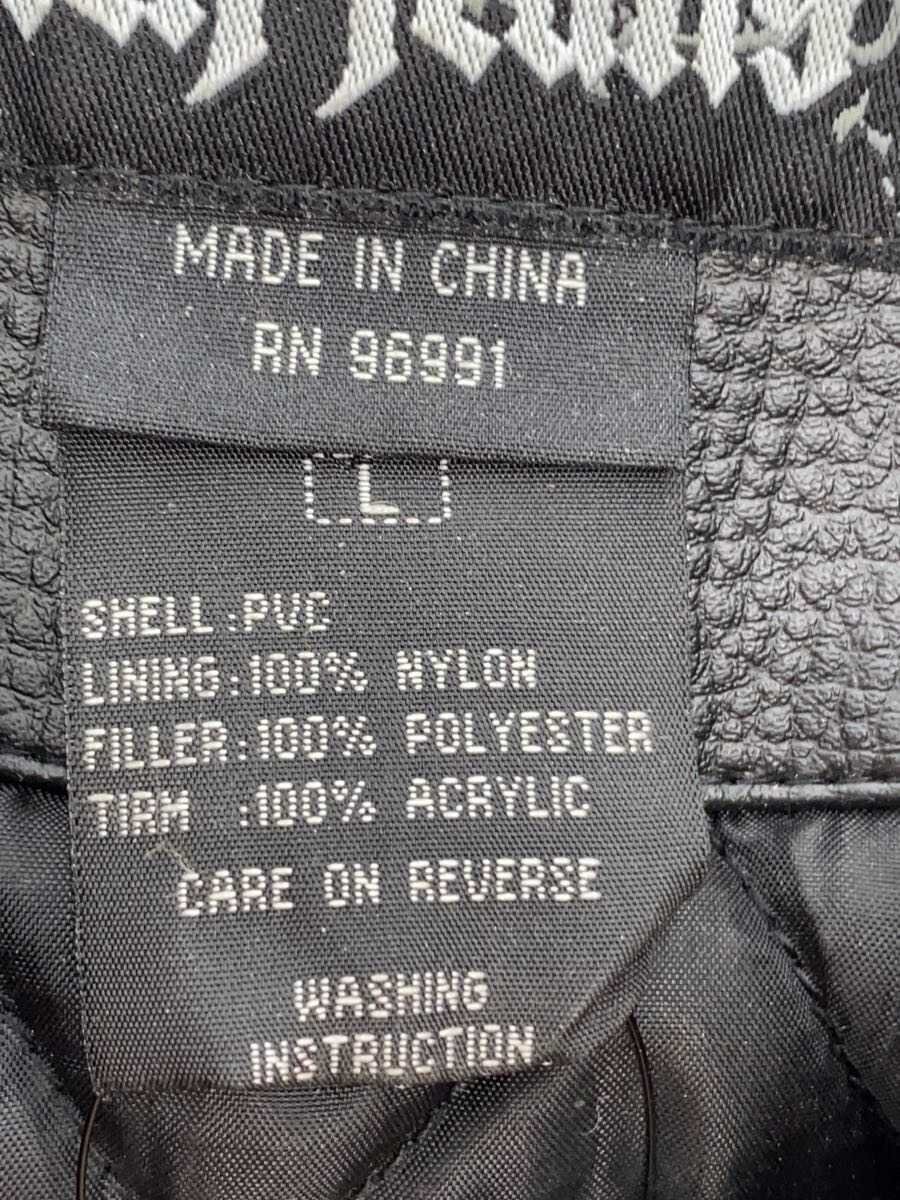 MADE IN CHINA
RN 96991
L
SHELL :PVC
LINING:100% NYLON
FILLER:100% POLYESTER
TIRM :100% ACRYLIC
CARE ON REVERSE
WASHING
INSTRUCTION